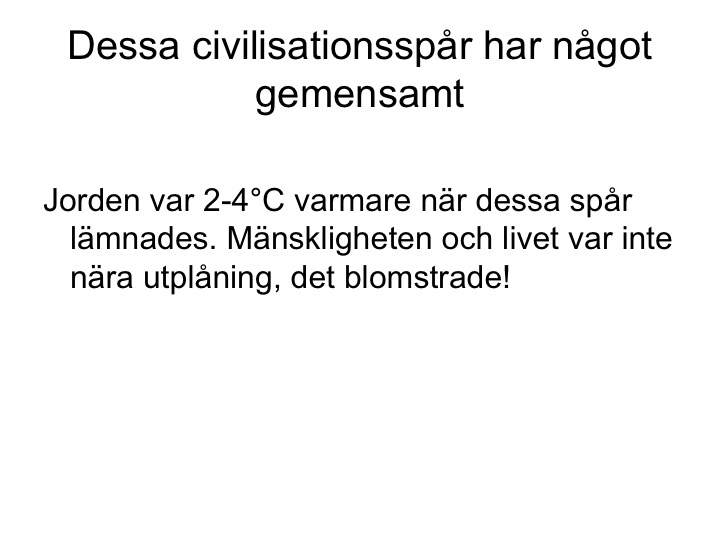 Dessa civilisationsspår har något
gemensamt
Jorden var 2-4°C varmare när dessa spår
lämnades. Mänskligheten och livet var inte
nära utplåning, det blomstrade!